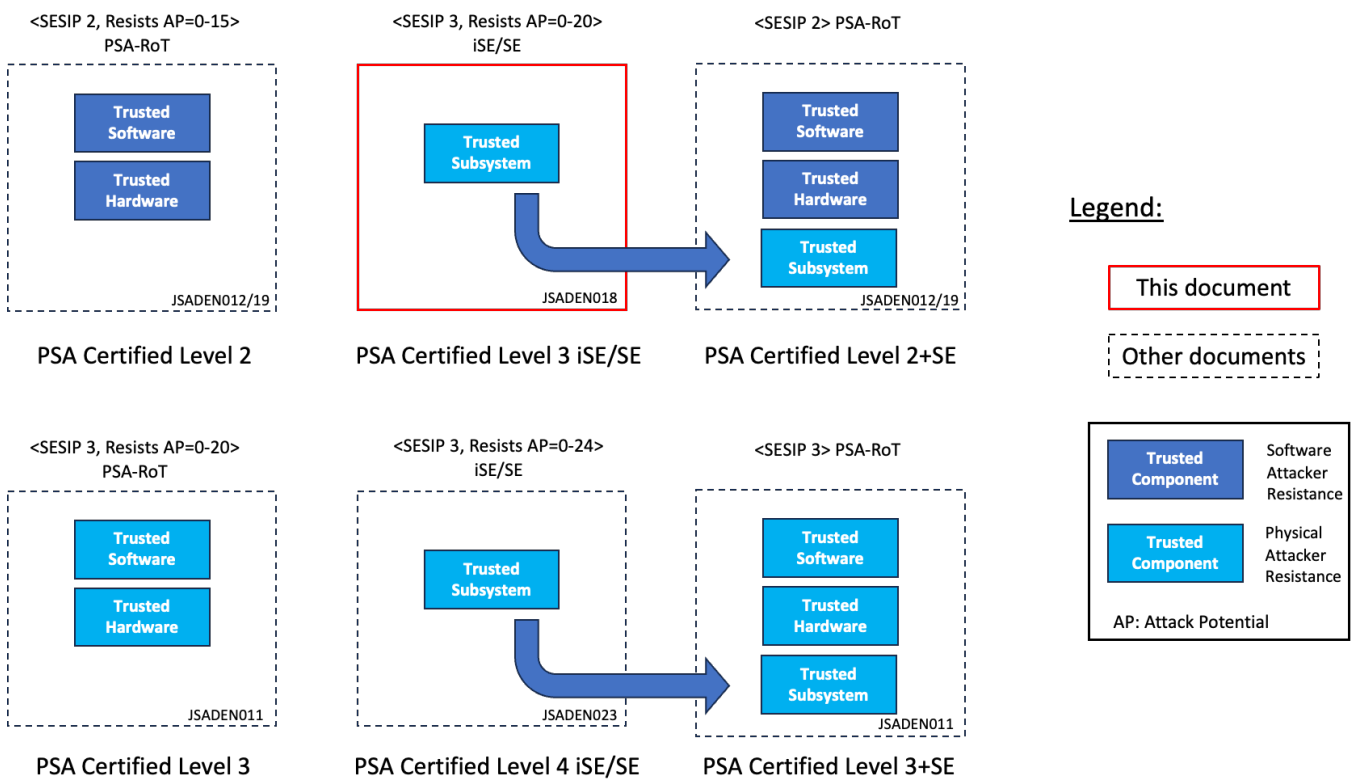 <SESIP 2, Resists AP=0-15>
PSA-RoT
Trusted
Software
Trusted
Hardware
JSADEN012/19
PSA Certified Level 2
<SESIP 3, Resists AP=0-20>
iSE/SE
Trusted
Subsystem
JSADEN018
PSA Certified Level 3 iSE/SE
<SESIP 2> PSA-RoT
Trusted
Software
Trusted
Hardware
Trusted
Subsystem
JSADEN012/19
PSA Certified Level 2+SE
<SESIP 3, Resists AP=0-20>
PSA-RoT
Trusted
Software
Trusted
Hardware
JSADEN011
PSA Certified Level 3
<SESIP 3, Resists AP=0-24>
iSE/SE
Trusted
Subsystem
JSADEN023
PSA Certified Level 4 iSE/SE
<SESIP 3> PSA-RoT
Trusted
Software
Trusted
Hardware
Trusted
Subsystem
JSADEN011
PSA Certified Level 3+SE
Legend:
This document
Other documents
Trusted
Component
Software
Attacker
Resistance
Trusted
Component
Physical
Attacker
Resistance
AP: Attack Potential